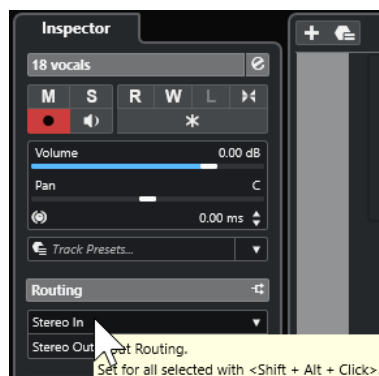 Inspector
18 vocals
M S R W L
Volume 0.00 dB
Pan C
0.00 ms
Track Presets...
Routing
Stereo In
Stereo Out
ut Routing.
Set for all selected with <Shift + Alt + Click>.